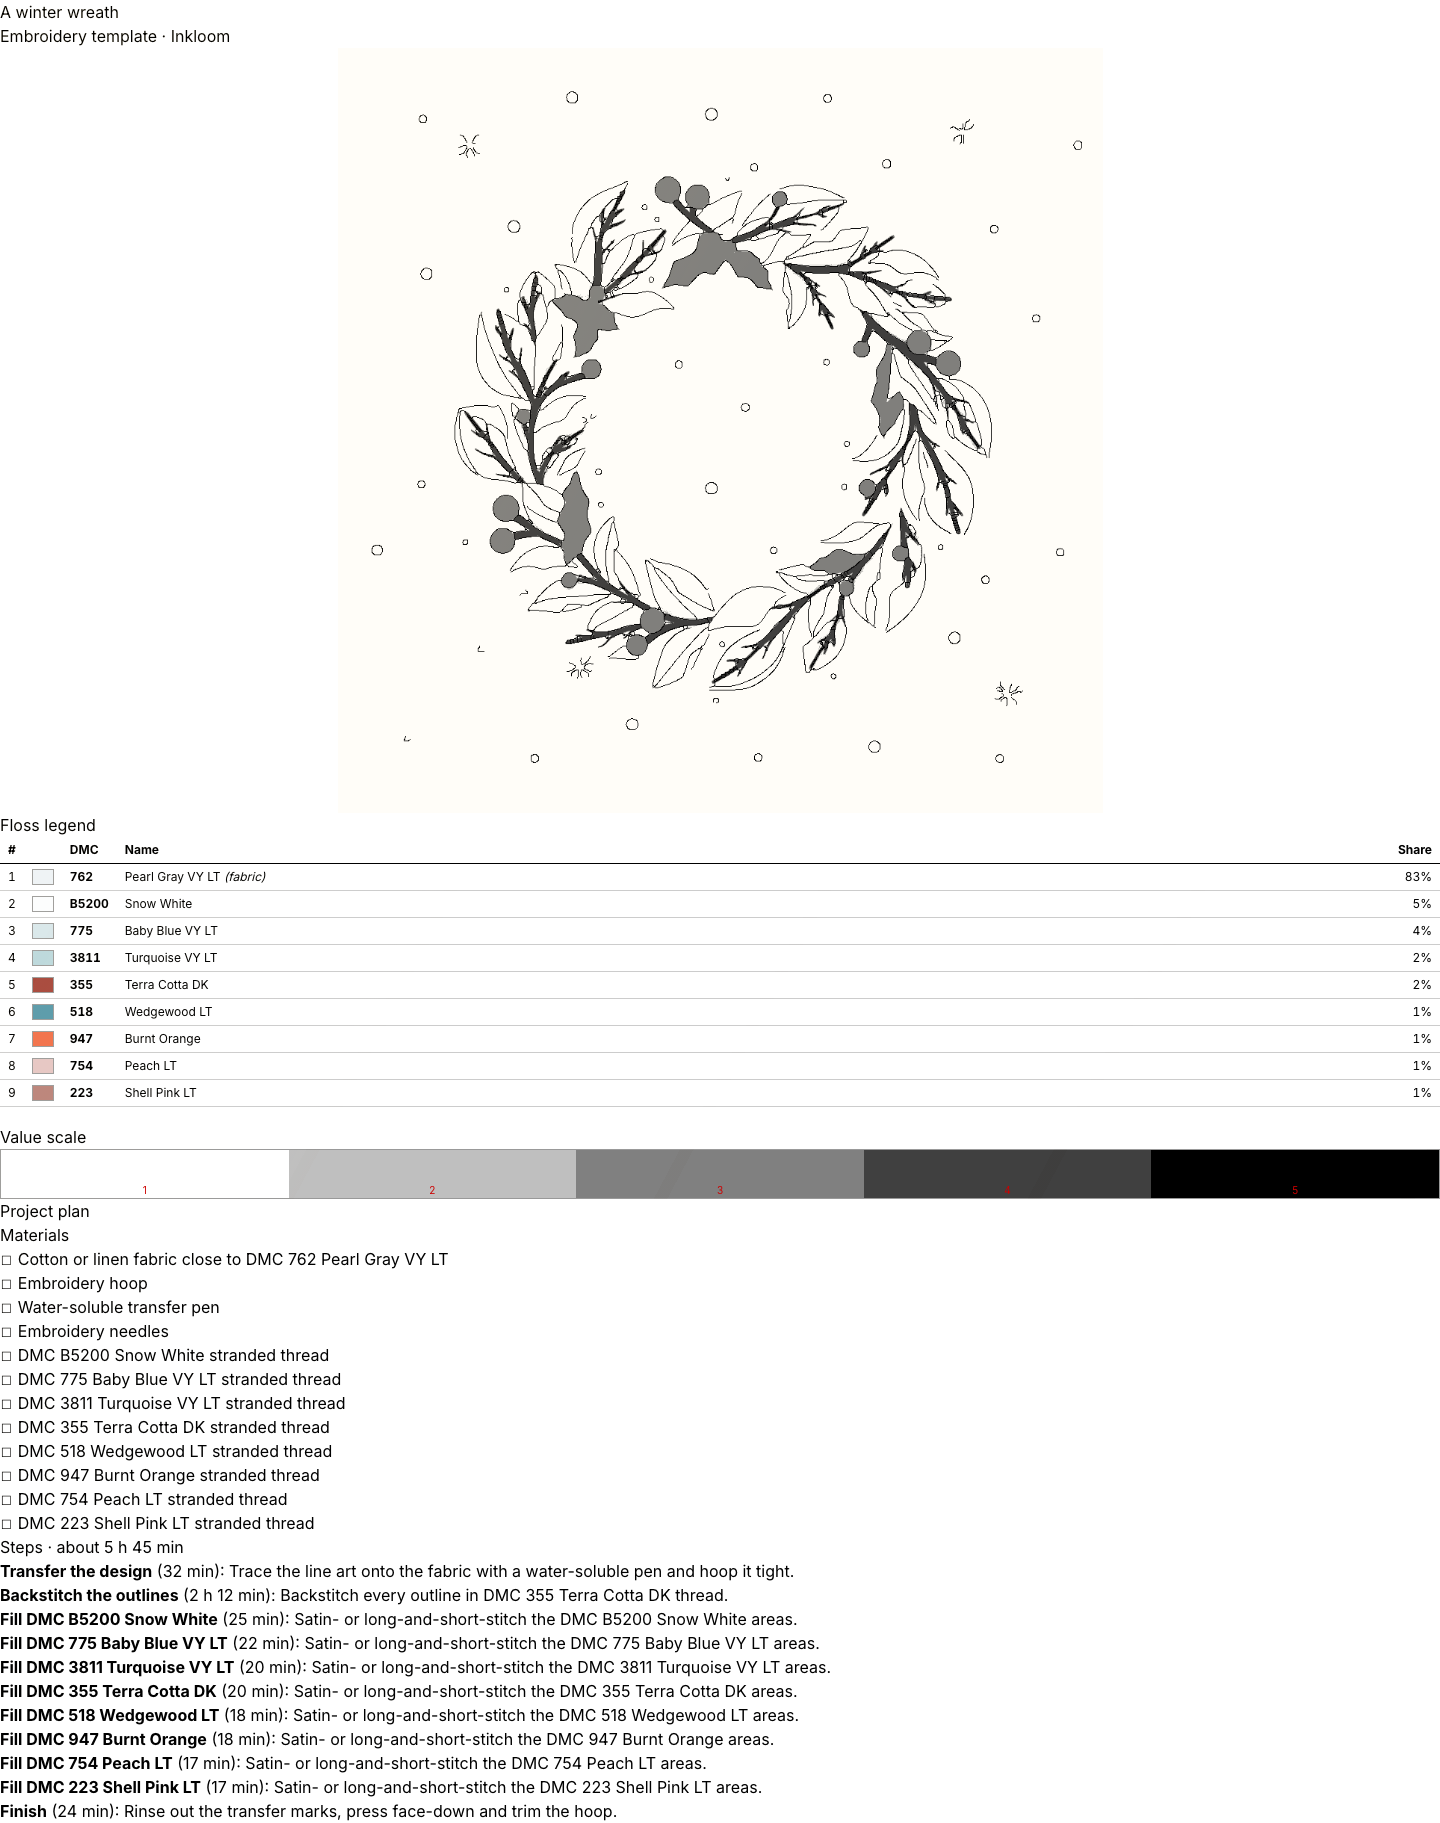 A winter wreath
Embroidery template · Inkloom
Floss legend
# DMC Name Share
1 762 Pearl Gray VY LT (fabric) 83%
2 B5200 Snow White 5%
3 775 Baby Blue VY LT 4%
4 3811 Turquoise VY LT 2%
5 355 Terra Cotta DK 2%
6 518 Wedgewood LT 1%
7 947 Burnt Orange 1%
8 754 Peach LT 1%
9 223 Shell Pink LT 1%
Value scale
1 2 3 4 5
Project plan
Materials
☐ Cotton or linen fabric close to DMC 762 Pearl Gray VY LT
☐ Embroidery hoop
☐ Water-soluble transfer pen
☐ Embroidery needles
☐ DMC B5200 Snow White stranded thread
☐ DMC 775 Baby Blue VY LT stranded thread
☐ DMC 3811 Turquoise VY LT stranded thread
☐ DMC 355 Terra Cotta DK stranded thread
☐ DMC 518 Wedgewood LT stranded thread
☐ DMC 947 Burnt Orange stranded thread
☐ DMC 754 Peach LT stranded thread
☐ DMC 223 Shell Pink LT stranded thread
Steps · about 5 h 45 min
Transfer the design (32 min): Trace the line art onto the fabric with a water-soluble pen and hoop it tight.
Backstitch the outlines (2 h 12 min): Backstitch every outline in DMC 355 Terra Cotta DK thread.
Fill DMC B5200 Snow White (25 min): Satin- or long-and-short-stitch the DMC B5200 Snow White areas.
Fill DMC 775 Baby Blue VY LT (22 min): Satin- or long-and-short-stitch the DMC 775 Baby Blue VY LT areas.
Fill DMC 3811 Turquoise VY LT (20 min): Satin- or long-and-short-stitch the DMC 3811 Turquoise VY LT areas.
Fill DMC 355 Terra Cotta DK (20 min): Satin- or long-and-short-stitch the DMC 355 Terra Cotta DK areas.
Fill DMC 518 Wedgewood LT (18 min): Satin- or long-and-short-stitch the DMC 518 Wedgewood LT areas.
Fill DMC 947 Burnt Orange (18 min): Satin- or long-and-short-stitch the DMC 947 Burnt Orange areas.
Fill DMC 754 Peach LT (17 min): Satin- or long-and-short-stitch the DMC 754 Peach LT areas.
Fill DMC 223 Shell Pink LT (17 min): Satin- or long-and-short-stitch the DMC 223 Shell Pink LT areas.
Finish (24 min): Rinse out the transfer marks, press face-down and trim the hoop.